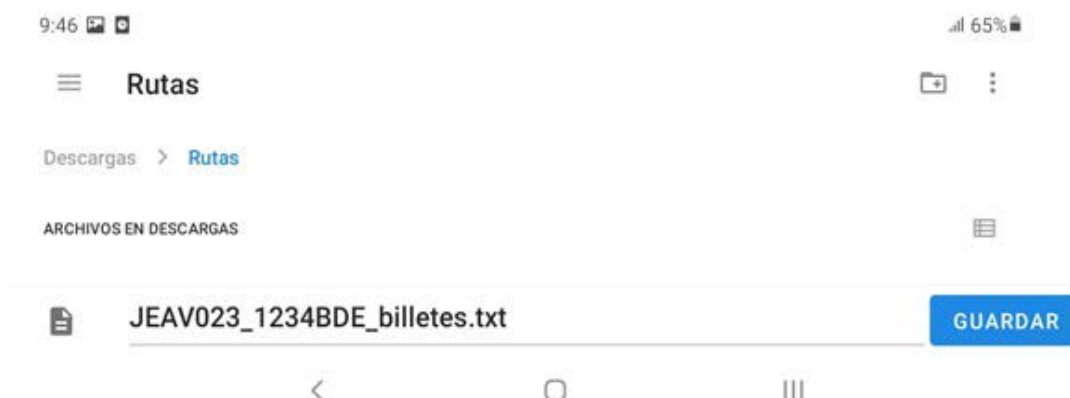 9:46 65%
Rutas
Descargas > Rutas
ARCHIVOS EN DESCARGAS
JEAV023_1234BDE_billetes.txt GUARDAR